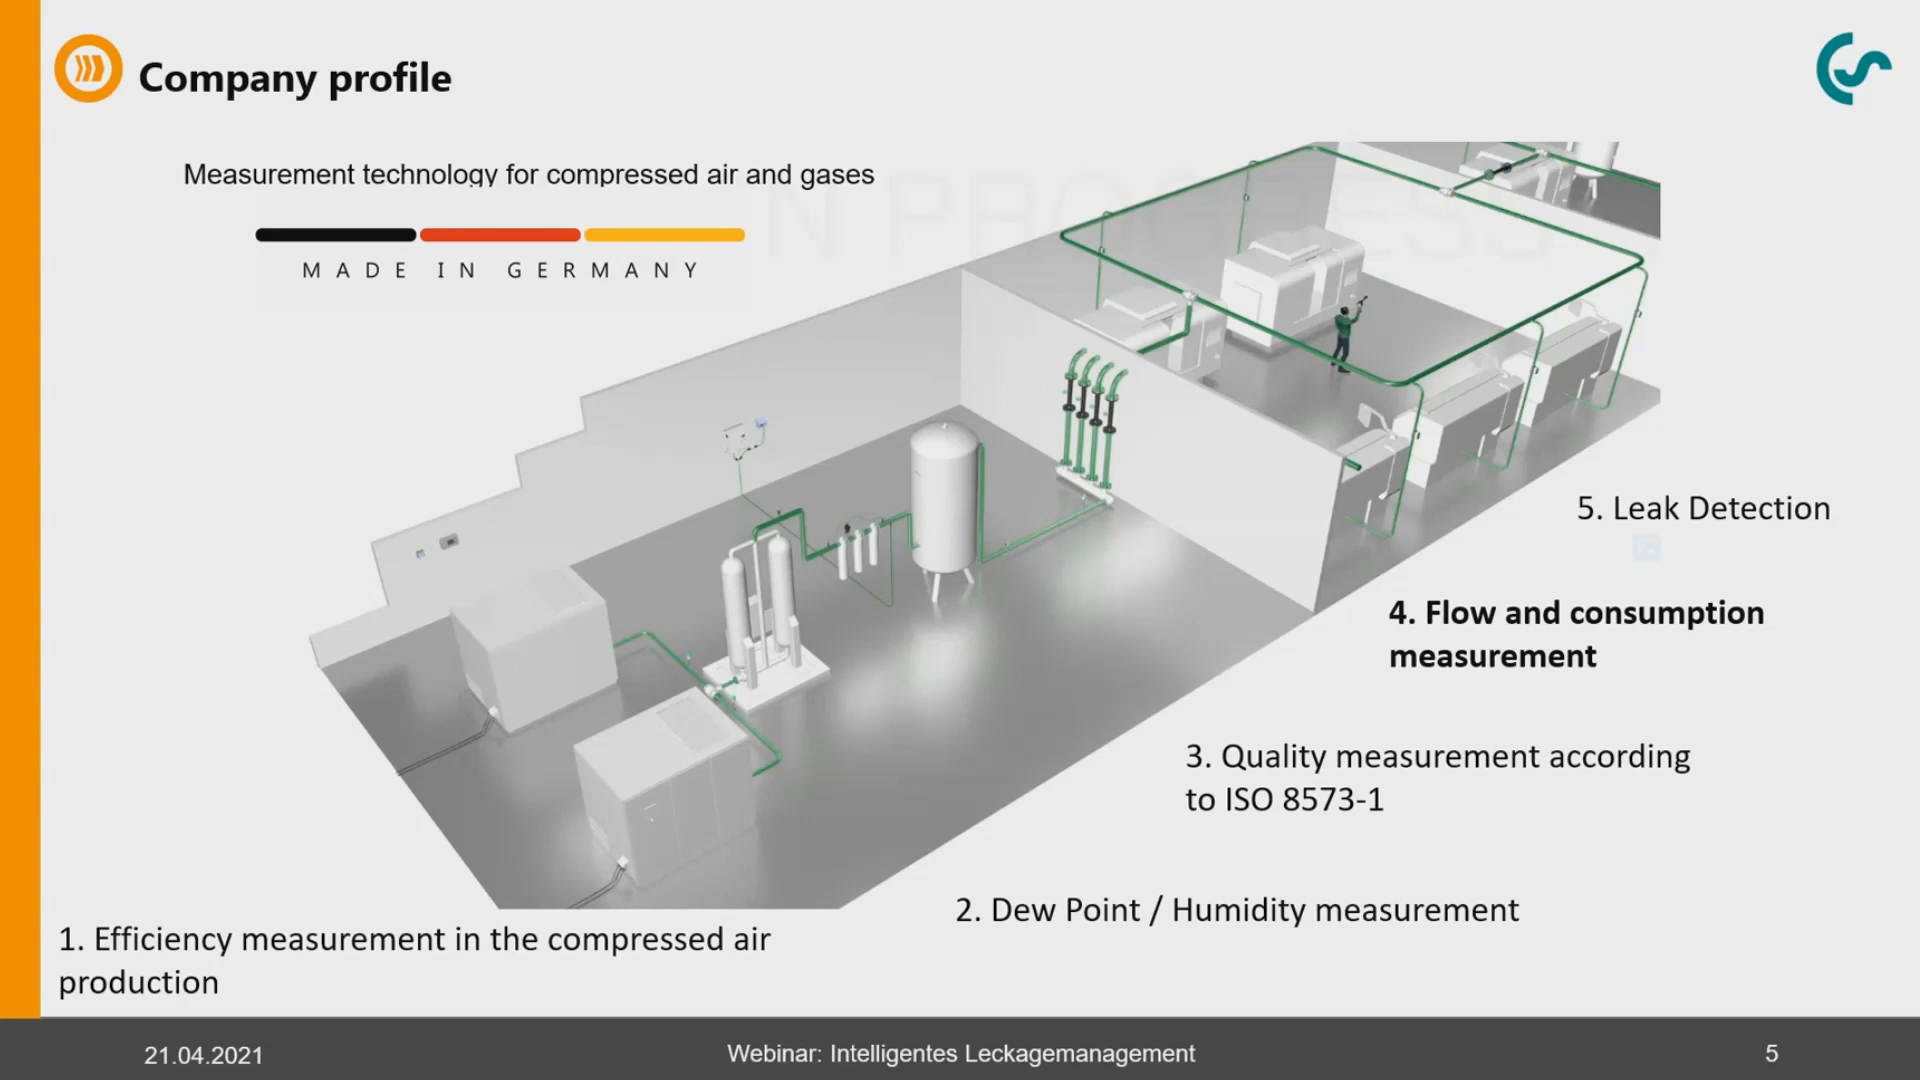 Company profile
Measurement technology for compressed air and gases
MADE IN GERMANY
5. Leak Detection
4. Flow and consumption
measurement
3. Quality measurement according
to ISO 8573-1
2. Dew Point / Humidity measurement
1. Efficiency measurement in the compressed air
production
21.04.2021
Webinar: Intelligentes Leckagemanagement
5